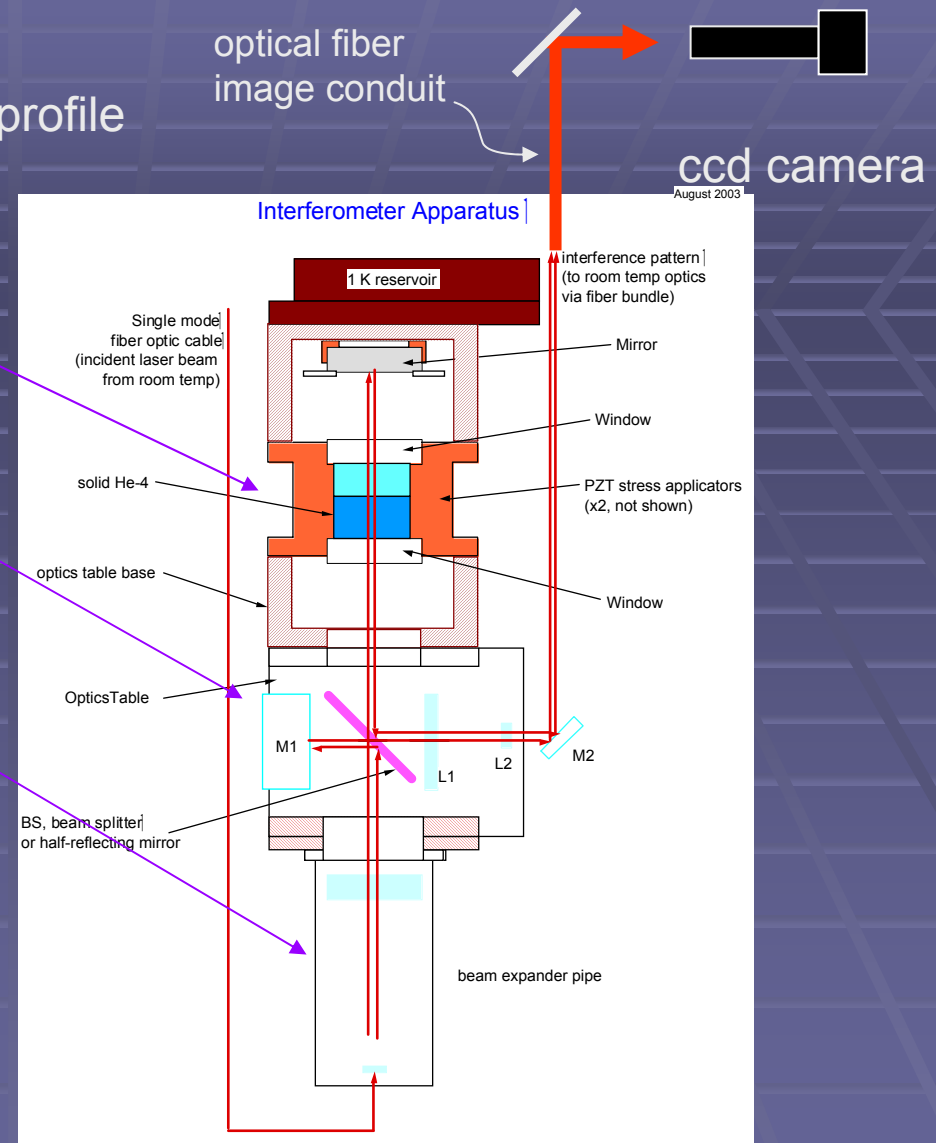 optical fiber
image conduit
profile
ccd camera
August 2003
Interferometer Apparatus
interference pattern
(to room temp optics
via fiber bundle)
1 K reservoir
Single mode
fiber optic cable
(incident laser beam
from room temp)
Mirror
Window
solid He-4
PZT stress applicators
(x2, not shown)
optics table base
Window
OpticsTable
M1
L1
L2
M2
BS, beam splitter
or half-reflecting mirror
beam expander pipe